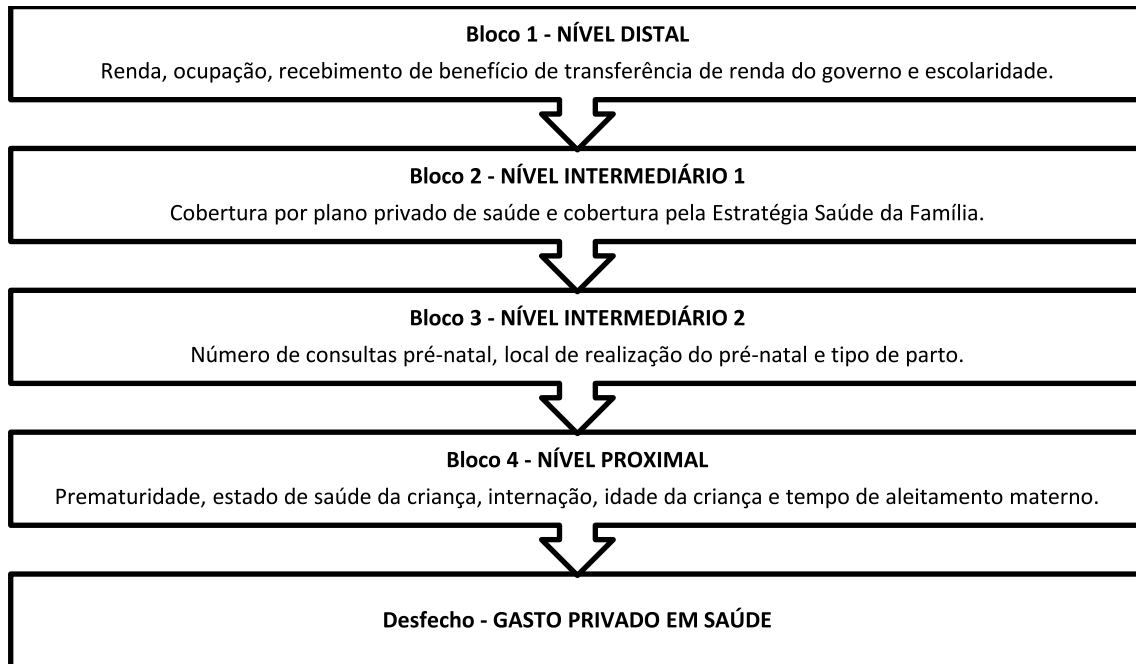 Bloco 1 - NÍVEL DISTAL
Renda, ocupação, recebimento de benefício de transferência de renda do governo e escolaridade.
Bloco 2 - NÍVEL INTERMEDIÁRIO 1
Cobertura por plano privado de saúde e cobertura pela Estratégia Saúde da Família.
Bloco 3 - NÍVEL INTERMEDIÁRIO 2
Número de consultas pré-natal, local de realização do pré-natal e tipo de parto.
Bloco 4 - NÍVEL PROXIMAL
Prematuridade, estado de saúde da criança, internação, idade da criança e tempo de aleitamento materno.
Desfecho - GASTO PRIVADO EM SAÚDE